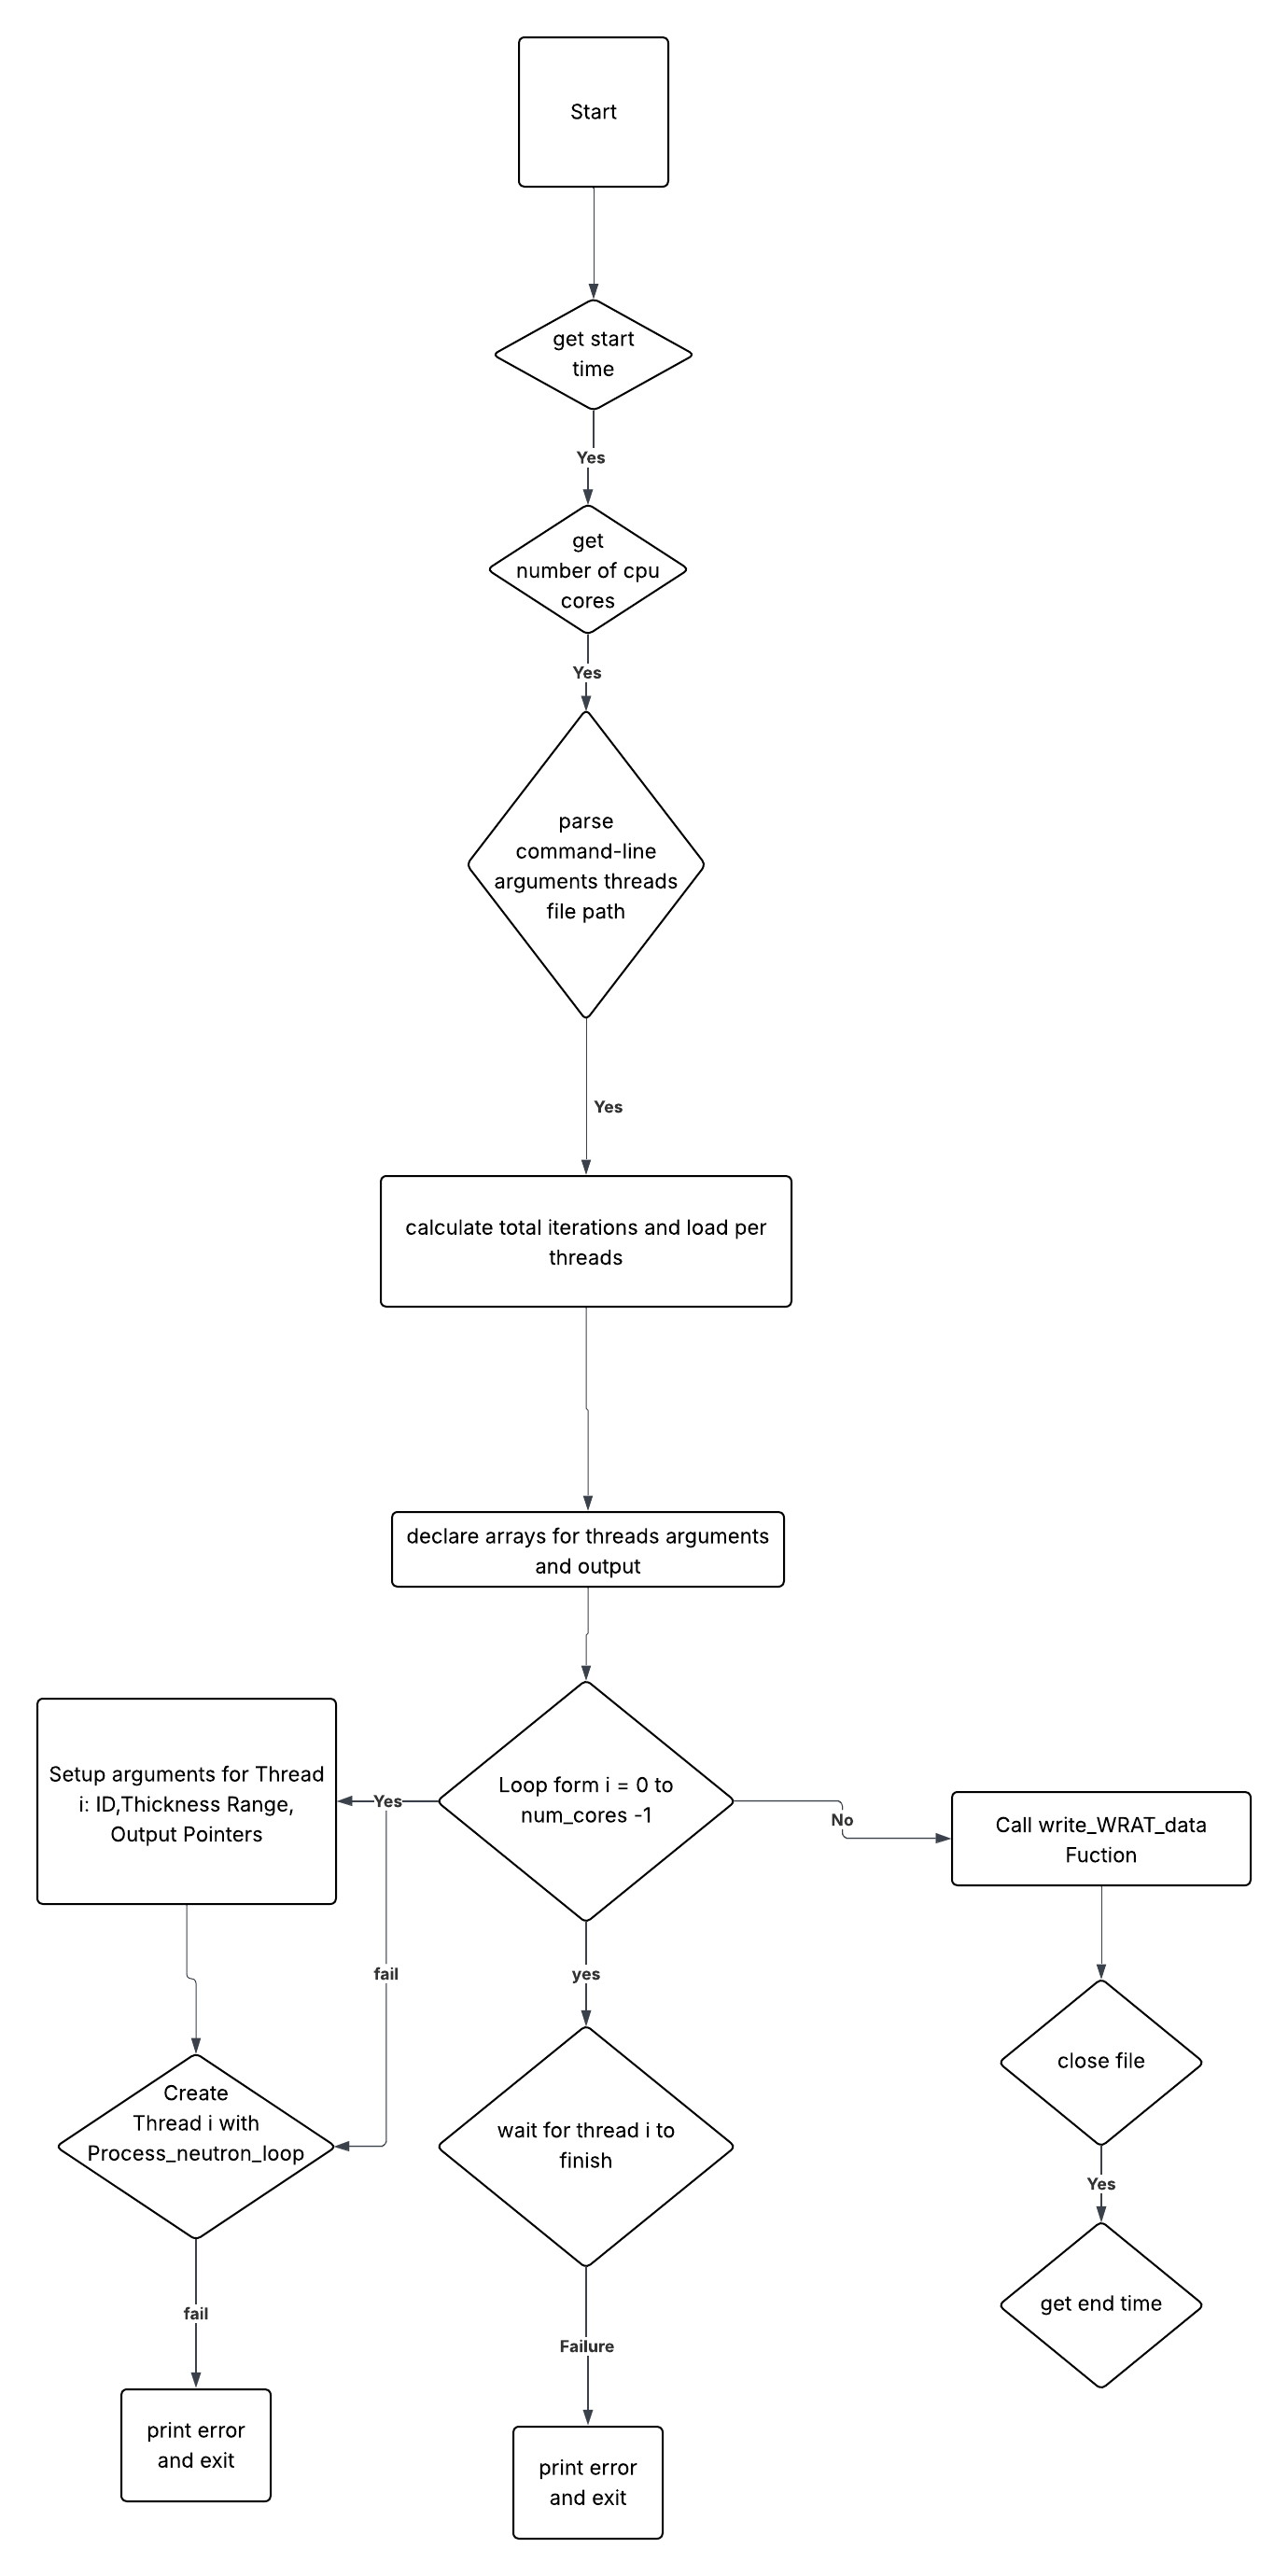 Start
get start
time
Yes
get
number of cpu
cores
Yes
parse
command-line
arguments threads
file path
Yes
calculate total iterations and load per
threads
declare arrays for threads arguments
and output
Setup arguments for Thread
i: ID,Thickness Range,
Output Pointers
Yes
Loop form i = 0 to
num_cores -1
No
Call write_WRAT_data
Fuction
fail
yes
close file
Create
Thread i with
Process_neutron_loop
wait for thread i to
finish
Yes
get end time
fail
Failure
print error
and exit
print error
and exit